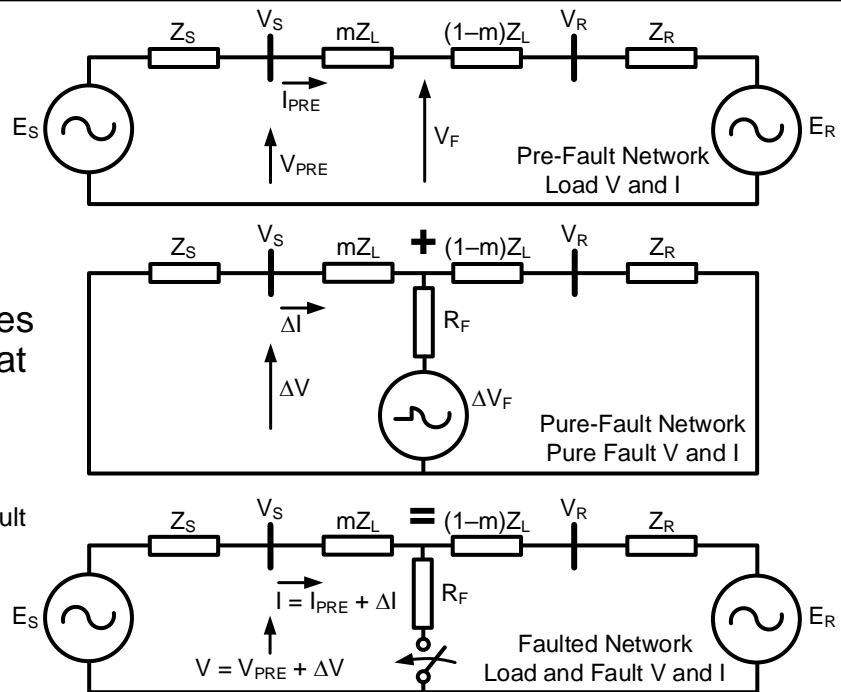 Z_S V_S mZ_L (1–m)Z_L V_R Z_R
I_PRE
E_S V_PRE V_F E_R
Pre-Fault Network
Load V and I
+
Z_S V_S mZ_L (1–m)Z_L V_R Z_R
es
at
ΔI R_F
ΔV ΔV_F
Pure-Fault Network
Pure Fault V and I
ult
=
Z_S V_S mZ_L (1–m)Z_L V_R Z_R
I = I_PRE + ΔI R_F
E_S E_R
V = V_PRE + ΔV
Faulted Network
Load and Fault V and I